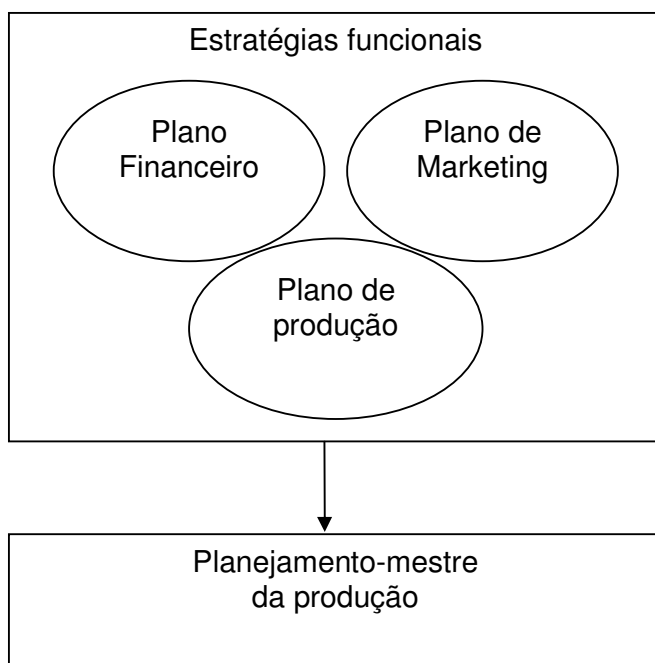 Estratégias funcionais
Plano
Financeiro
Plano de
Marketing
Plano de
produção
Planejamento-mestre
da produção